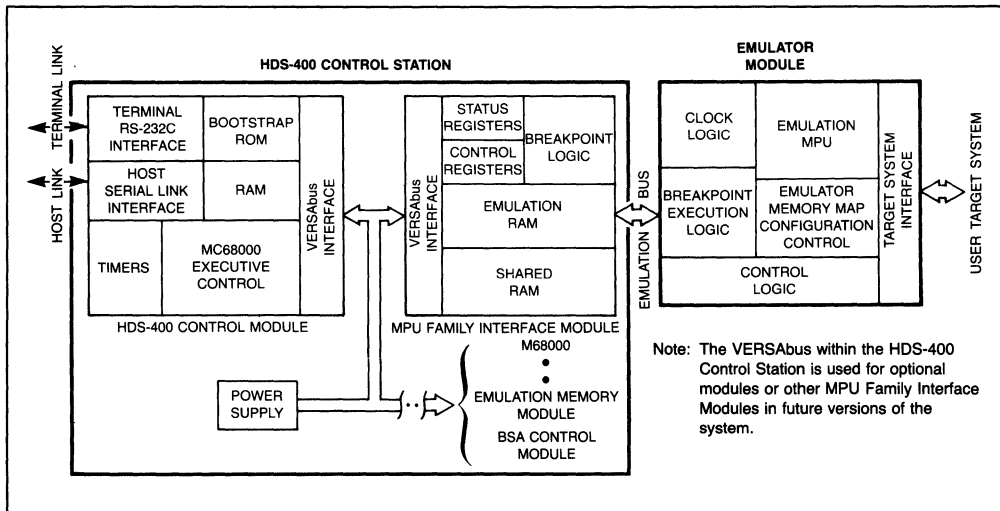 HDS-400 CONTROL STATION
EMULATOR
MODULE
TERMINAL LINK
HOST LINK
TERMINAL
RS-232C
INTERFACE
BOOTSTRAP
ROM
HOST
SERIAL LINK
INTERFACE
RAM
TIMERS
MC68000
EXECUTIVE
CONTROL
VERSAbus
INTERFACE
HDS-400 CONTROL MODULE
VERSAbus
INTERFACE
STATUS
REGISTERS
CONTROL
REGISTERS
BREAKPOINT
LOGIC
EMULATION
RAM
SHARED
RAM
MPU FAMILY INTERFACE MODULE
M68000
EMULATION MEMORY
MODULE
BSA CONTROL
MODULE
POWER
SUPPLY
EMULATION BUS
CLOCK
LOGIC
EMULATION
MPU
BREAKPOINT
EXECUTION
LOGIC
EMULATOR
MEMORY MAP
CONFIGURATION
CONTROL
CONTROL
LOGIC
TARGET SYSTEM
INTERFACE
USER TARGET SYSTEM
Note: The VERSAbus within the HDS-400
Control Station is used for optional
modules or other MPU Family Interface
Modules in future versions of the
system.